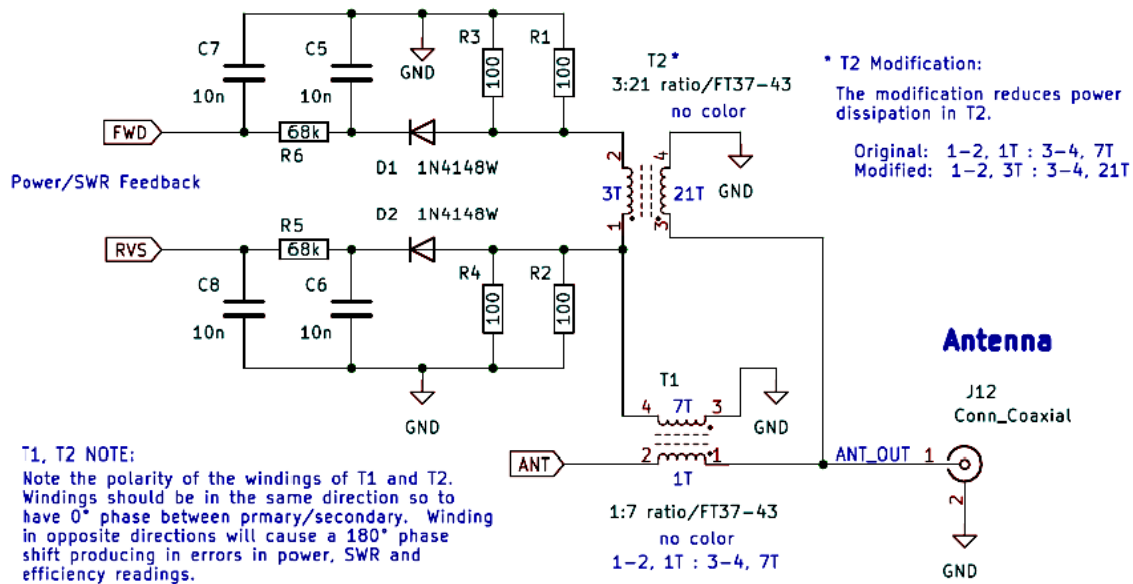 C7
10n
C5
10n
GND
R3
100
R1
100
T2*
3:21 ratio/FT37-43
no color
* T2 Modification:
The modification reduces power
dissipation in T2.
Original: 1-2, 1T : 3-4, 7T
Modified: 1-2, 3T : 3-4, 21T
FWD
68k
R6
D1 1N4148W
2
4
3T
21T
1
3
GND
Power/SWR Feedback
D2 1N4148W
RVS
R5
68k
C8
10n
C6
10n
R4
100
R2
100
GND
T1
4
7T
3
GND
ANT
2
1
1T
1:7 ratio/FT37-43
no color
1-2, 1T : 3-4, 7T
Antenna
J12
Conn_Coaxial
ANT_OUT
1
2
GND
T1, T2 NOTE:
Note the polarity of the windings of T1 and T2.
Windings should be in the same direction so to
have 0° phase between prmary/secondary. Winding
in opposite directions will cause a 180° phase
shift producing in errors in power, SWR and
efficiency readings.